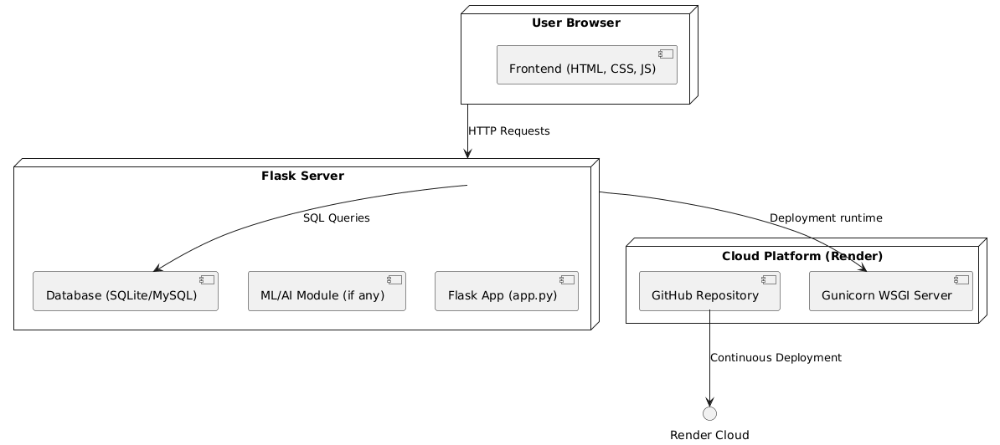 User Browser
Frontend (HTML, CSS, JS)
HTTP Requests
Flask Server
SQL Queries
Deployment runtime
Cloud Platform (Render)
Database (SQLite/MySQL)
ML/AI Module (if any)
Flask App (app.py)
GitHub Repository
Gunicorn WSGI Server
Continuous Deployment
Render Cloud